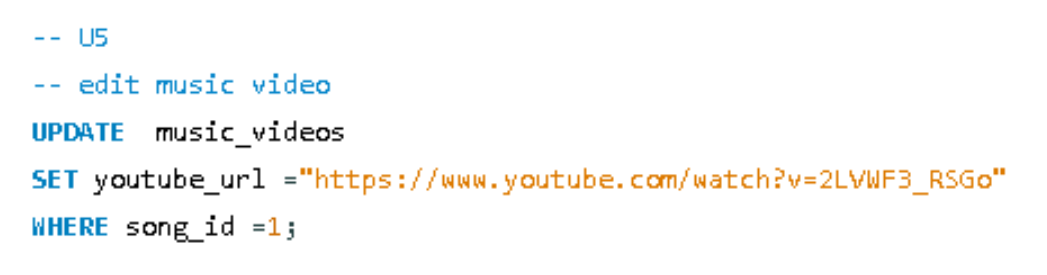 -- U5
-- edit music video
UPDATE  music_videos
SET youtube_url ="https://www.youtube.com/watch?v=2LVWF3_RSGo"
WHERE song_id =1;